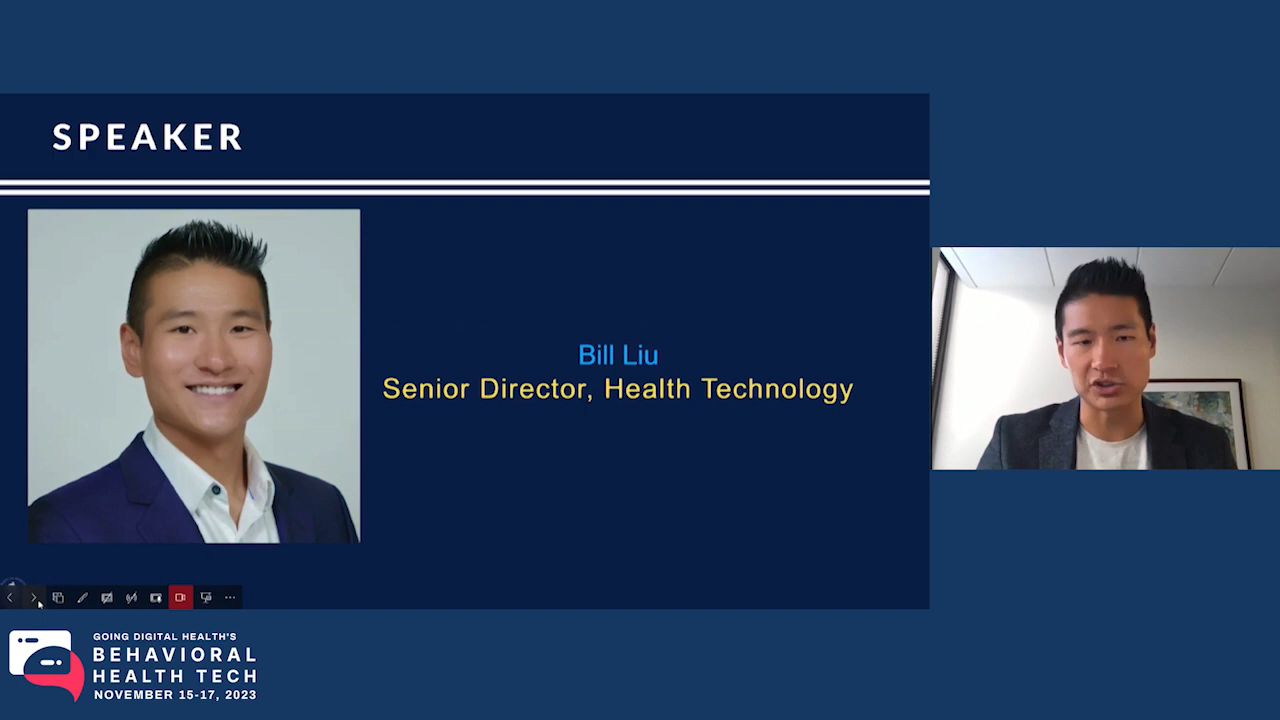 SPEAKER
Bill Liu
Senior Director, Health Technology
GOING DIGITAL HEALTH'S
BEHAVIORAL
HEALTH TECH
NOVEMBER 15-17, 2023